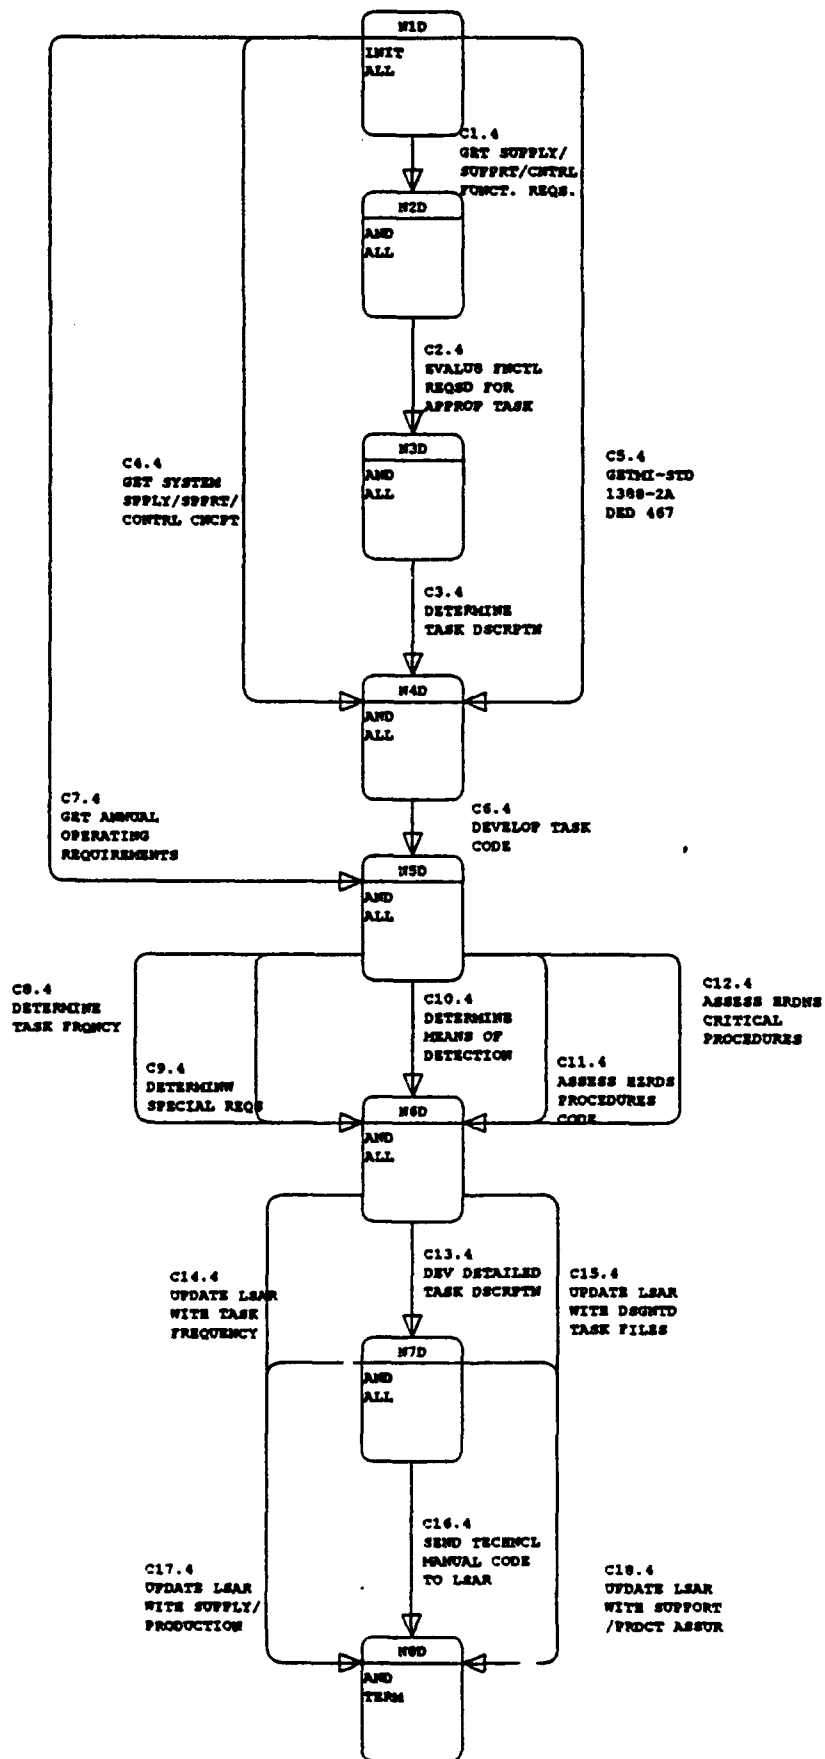 N1D
INIT
ALL
C1.4
GET SUPPLY/
SUPPRT/CNTRL
FUNCT. REQS.
N2D
AND
ALL
C2.4
EVALUS FNCTL
REQSD FOR
APPROP TASK
N3D
AND
ALL
C4.4
GET SYSTEM
SPPLY/SPPRT/
CONTRL CNCPT
C5.4
GETMI-STD
1388-2A
DED 467
C3.4
DETERMINE
TASK DSCRPTN
N4D
AND
ALL
C7.4
GET ANNUAL
OPERATING
REQUIREMENTS
C6.4
DEVELOP TASK
CODE
N5D
AND
ALL
C8.4
DETERMINE
TASK FRQNCY
C9.4
DETERMINW
SPECIAL REQS
C10.4
DETERMINE
MEANS OF
DETECTION
C11.4
ASSESS HZRDS
PROCEDURES
CODE
C12.4
ASSESS HRDNS
CRITICAL
PROCEDURES
N6D
AND
ALL
C14.4
UPDATE LSAR
WITH TASK
FREQUENCY
C13.4
DEV DETAILED
TASK DSCRPTN
C15.4
UPDATE LSAR
WITH DSGNTD
TASK FILES
N7D
AND
ALL
C17.4
UPDATE LSAR
WITH SUPPLY/
PRODUCTION
C16.4
SEND TECHNCL
MANUAL CODE
TO LSAR
C18.4
UPDATE LSAR
WITH SUPPORT
/PRDCT ASSUR
N8D
AND
TERM